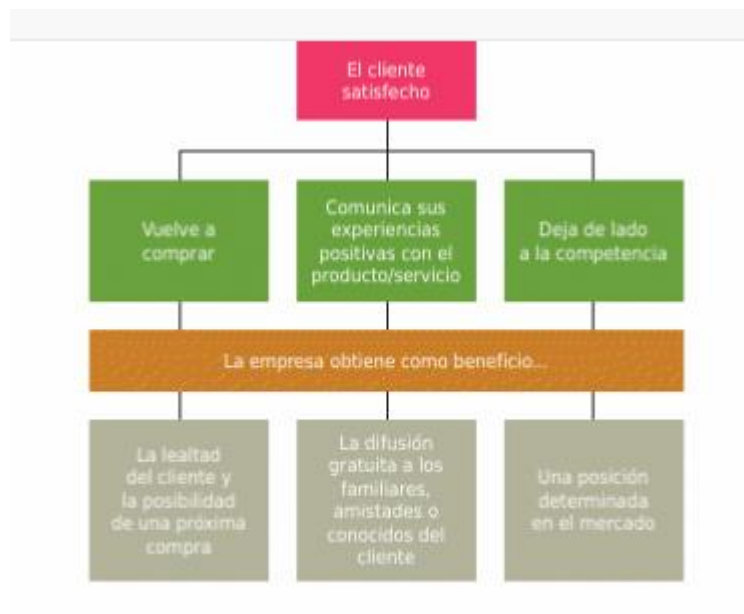 El cliente
satisfecho
Vuelve a
comprar
Comunica sus
experiencias
positivas con el
producto/servicio
Deja de lado
a la competencia
La empresa obtiene como beneficio...
La lealtad
del cliente y
la posibilidad
de una próxima
compra
La difusión
gratuita a los
familiares,
amistades o
conocidos del
cliente
Una posición
determinada
en el mercado